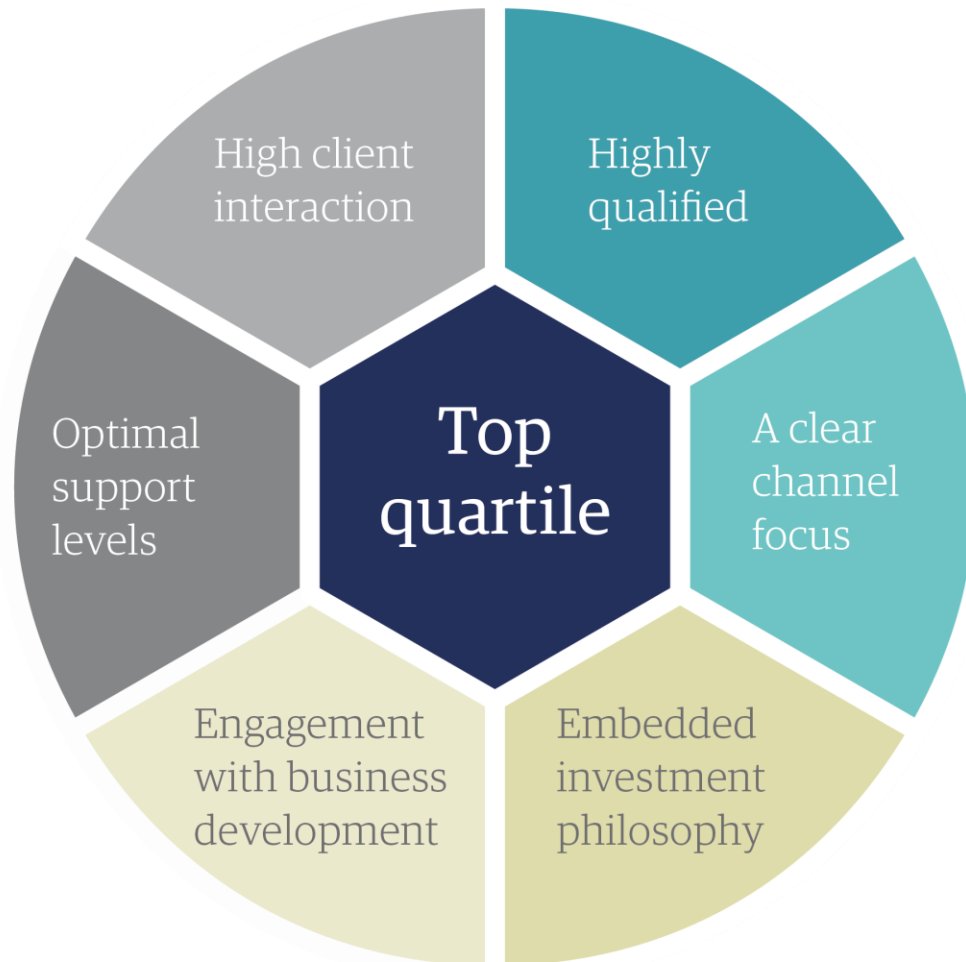 High client
interaction
Highly
qualified
Optimal
support
levels
Top
quartile
A clear
channel
focus
Engagement
with business
development
Embedded
investment
philosophy